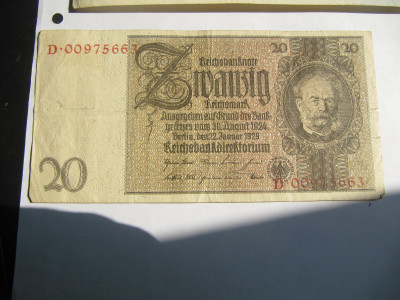 D·00975663
20
Reichsbanknote
20
Zwanzig
Reichsmark
Ausgegeben auf Grund des Bank-
gesetzes vom 30. August 1924
Berlin, den 22. Januar 1929
Reichsbankdirektorium
20
D·00975663